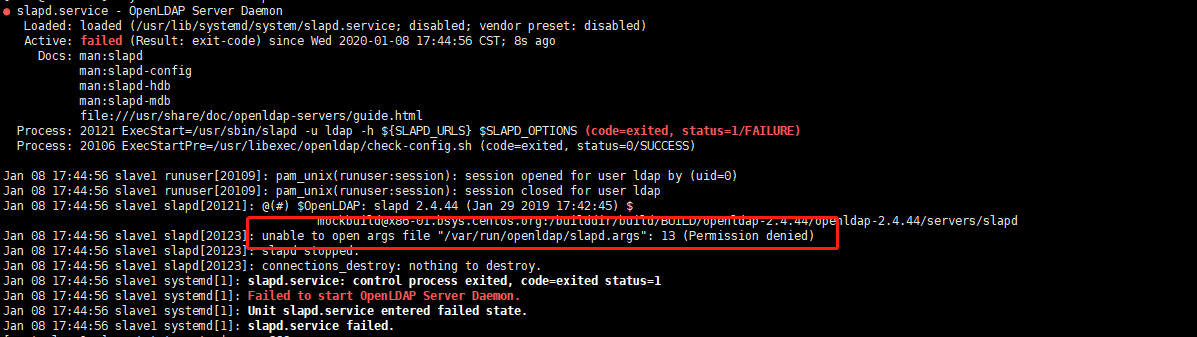 ● slapd.service - OpenLDAP Server Daemon
Loaded: loaded (/usr/lib/systemd/system/slapd.service; disabled; vendor preset: disabled)
Active: failed (Result: exit-code) since Wed 2020-01-08 17:44:56 CST; 8s ago
Docs: man:slapd
man:slapd-config
man:slapd-hdb
man:slapd-mdb
file:///usr/share/doc/openldap-servers/guide.html
Process: 20121 ExecStart=/usr/sbin/slapd -u ldap -h ${SLAPD_URLS} $SLAPD_OPTIONS (code=exited, status=1/FAILURE)
Process: 20106 ExecStartPre=/usr/libexec/openldap/check-config.sh (code=exited, status=0/SUCCESS)
Jan 08 17:44:56 slave1 runuser[20109]: pam_unix(runuser:session): session opened for user ldap by (uid=0)
Jan 08 17:44:56 slave1 runuser[20109]: pam_unix(runuser:session): session closed for user ldap
Jan 08 17:44:56 slave1 slapd[20121]: @(#) $OpenLDAP: slapd 2.4.44 (Jan 29 2019 17:42:45) $
mockbuild@x86-01.bsys.centos.org:/builddir/build/BUILD/openldap-2.4.44/openldap-2.4.44/servers/slapd
Jan 08 17:44:56 slave1 slapd[20123]: unable to open args file "/var/run/openldap/slapd.args": 13 (Permission denied)
Jan 08 17:44:56 slave1 slapd[20123]: slapd stopped.
Jan 08 17:44:56 slave1 slapd[20123]: connections_destroy: nothing to destroy.
Jan 08 17:44:56 slave1 systemd[1]: slapd.service: control process exited, code=exited status=1
Jan 08 17:44:56 slave1 systemd[1]: Failed to start OpenLDAP Server Daemon.
Jan 08 17:44:56 slave1 systemd[1]: Unit slapd.service entered failed state.
Jan 08 17:44:56 slave1 systemd[1]: slapd.service failed.